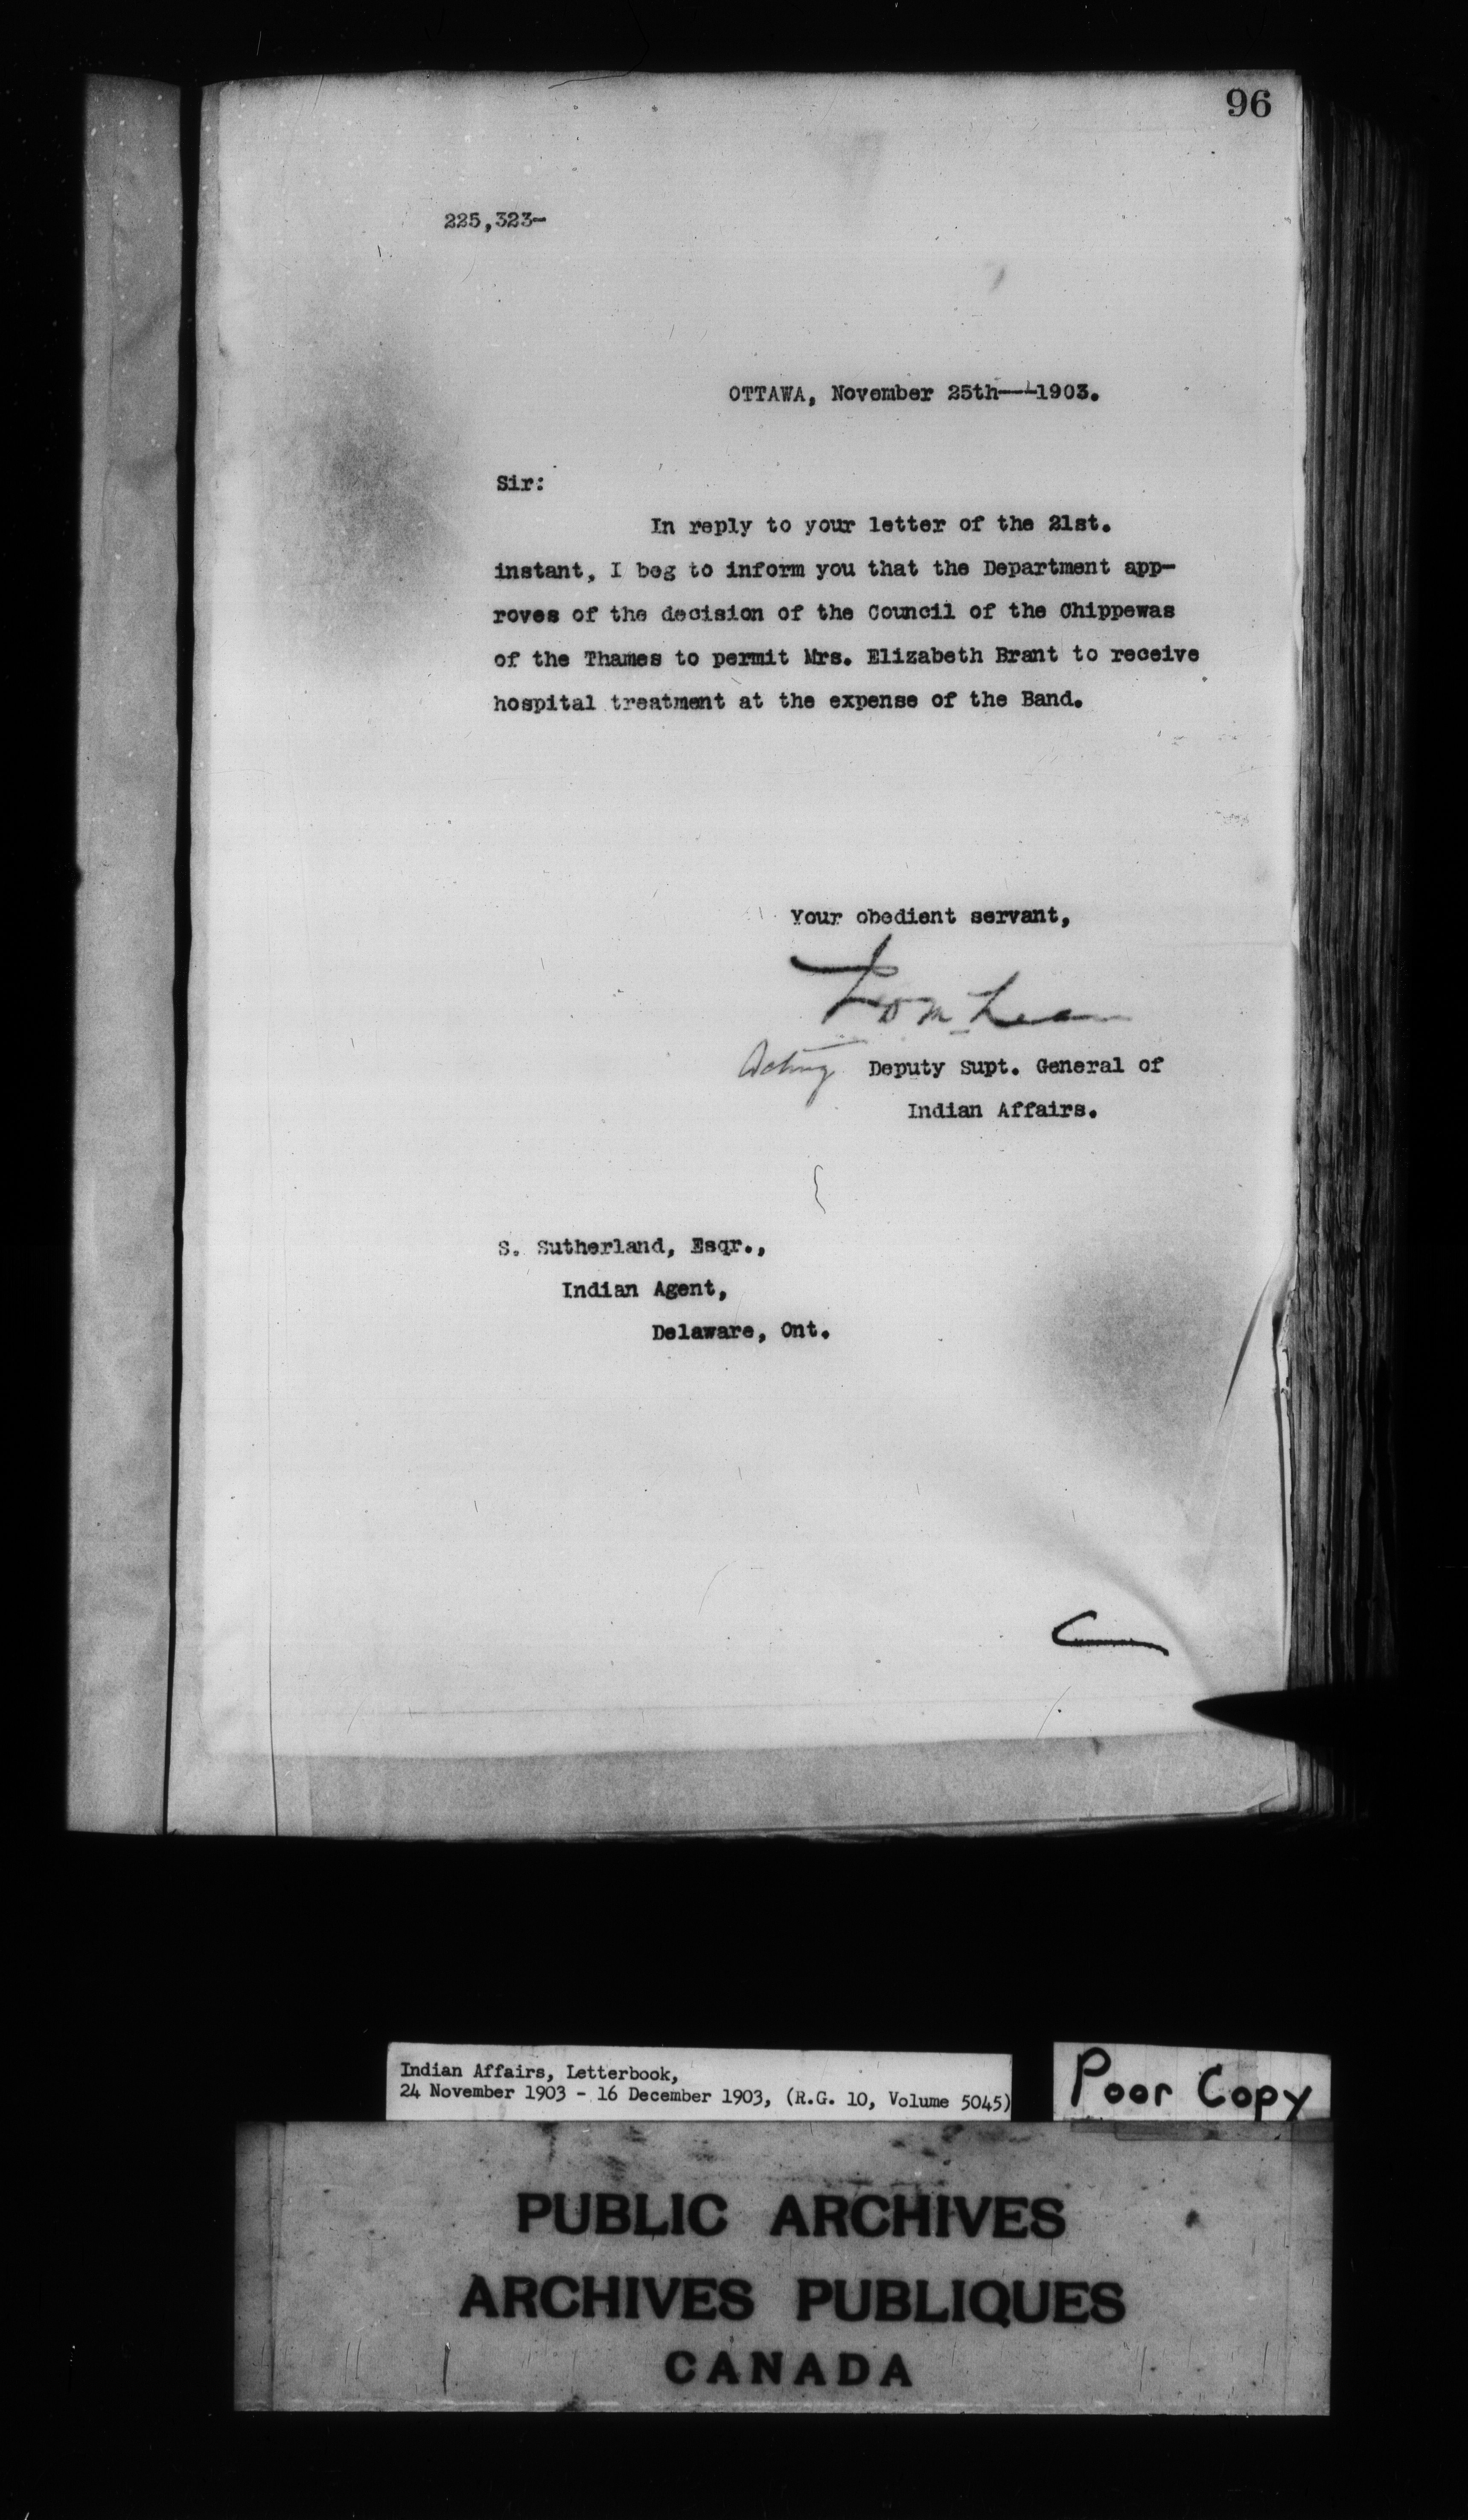 96
225,323-
OTTAWA, November 25th---1903.
Sir:
In reply to your letter of the 21st.
instant, I beg to inform you that the Department app-
roves of the decision of the Council of the Chippewas
of the Thames to permit Mrs. Elizabeth Brant to receive
hospital treatment at the expense of the Band.
Your obedient servant,
Acting Deputy Supt. General of
Indian Affairs.
S. Sutherland, Esqr.,
Indian Agent,
Delaware, Ont.
Indian Affairs, Letterbook,
24 November 1903 - 16 December 1903, (R.G. 10, Volume 5045)
Poor Copy
PUBLIC ARCHIVES
ARCHIVES PUBLIQUES
CANADA